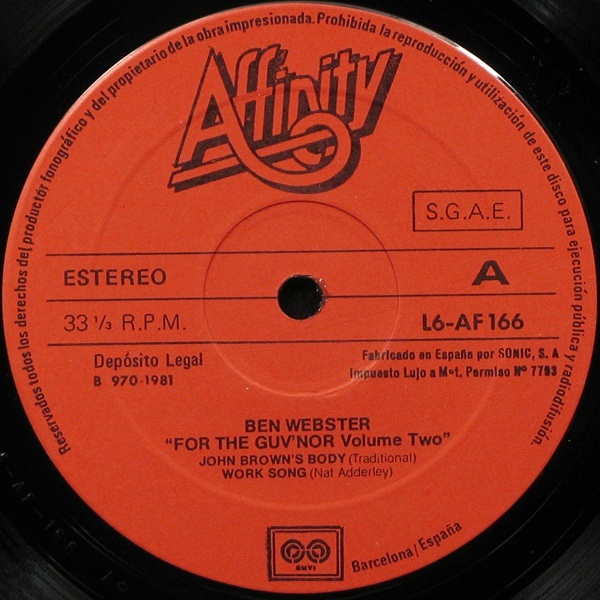 Reservados todos los derechos del productor fonográfico y del propietario de la obra impresionada. Prohibida la reproducción y utilización de este disco para ejecución pública y radiodifusión.
Affinity
S.G.A.E.
ESTEREO
A
33 1/3 R.P.M.
L6-AF 166
Depósito Legal
B 970-1981
Fabricado en España por SONIC, S. A
Impuesto Lujo a Met. Permiso Nº 7793
BEN WEBSTER
“FOR THE GUV'NOR Volume Two”
JOHN BROWN'S BODY (Traditional)
WORK SONG (Nat Adderley)
Barcelona/España